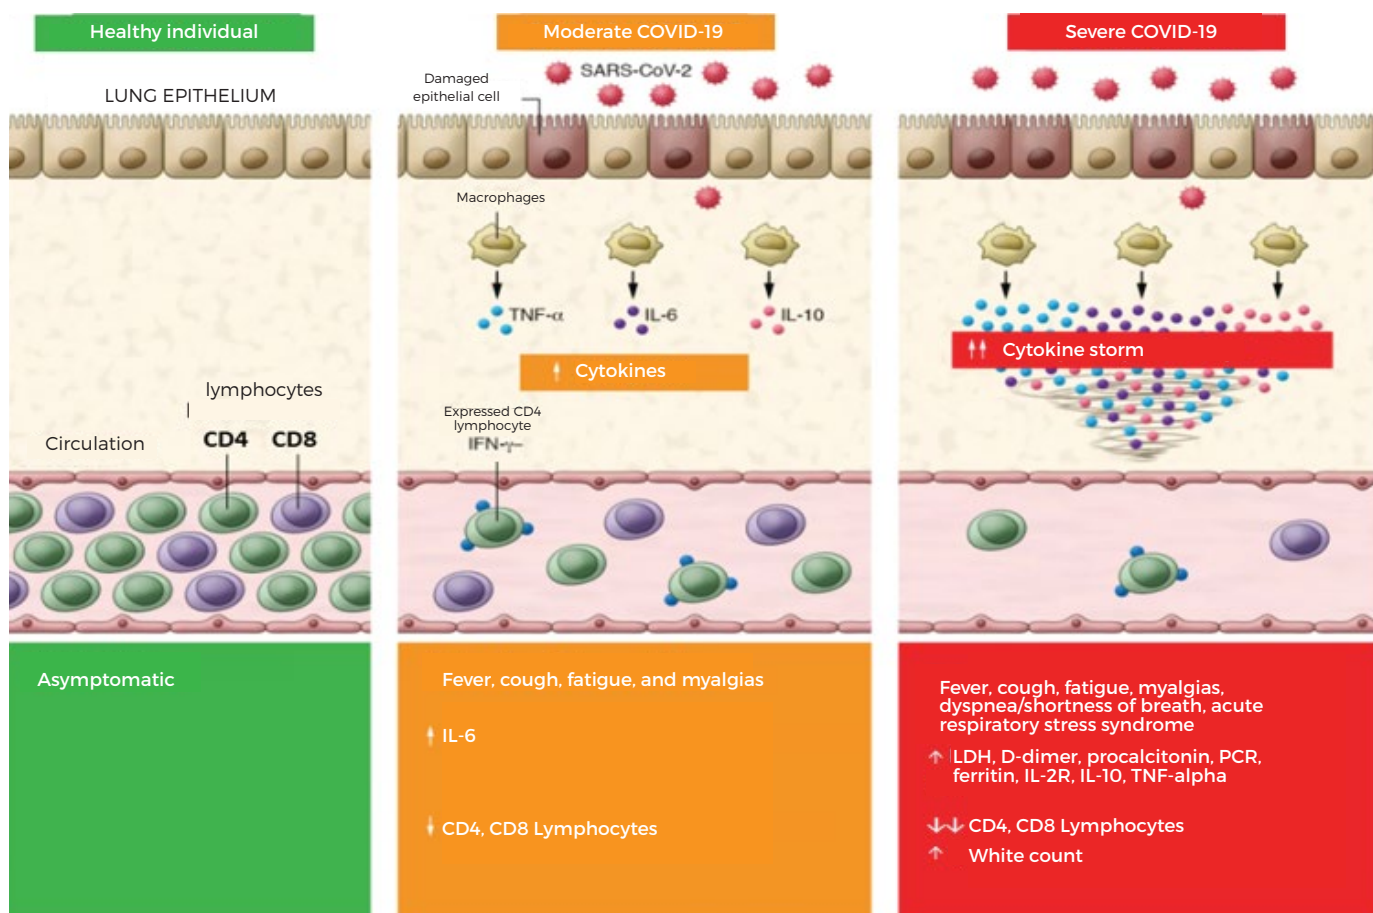 Healthy individual
LUNG EPITHELIUM
lymphocytes
Circulation
CD4 CD8
Asymptomatic
Moderate COVID-19
SARS-CoV-2
Damaged
epithelial cell
Macrophages
TNF-α
IL-6
IL-10
Cytokines
Expressed CD4
lymphocyte
IFN-γ
Fever, cough, fatigue, and myalgias
IL-6
CD4, CD8 Lymphocytes
Severe COVID-19
Cytokine storm
Fever, cough, fatigue, myalgias,
dyspnea/shortness of breath, acute
respiratory stress syndrome
LDH, D-dimer, procalcitonin, PCR,
ferritin, IL-2R, IL-10, TNF-alpha
CD4, CD8 Lymphocytes
White count